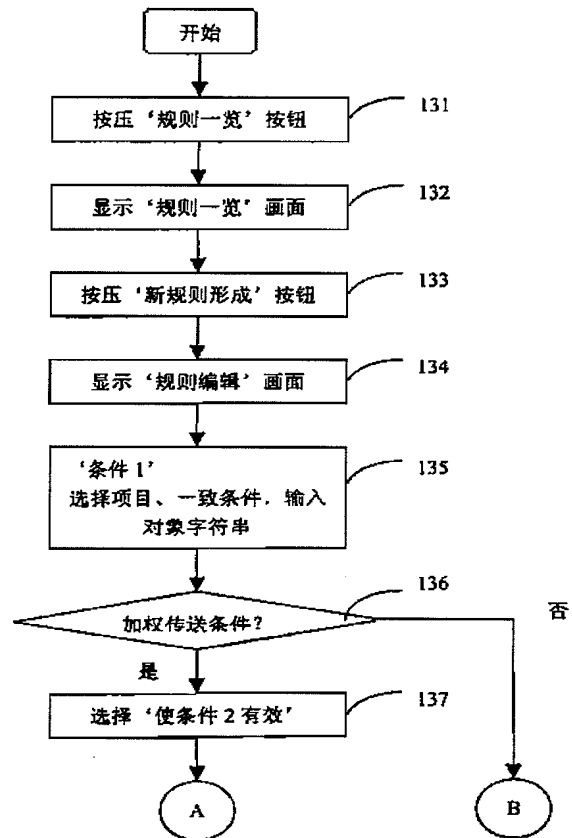 开始
按压‘规则一览’按钮
131
显示‘规则一览’画面
132
按压‘新规则形成’按钮
133
显示‘规则编辑’画面
134
‘条件 1’
选择项目、一致条件，输入
对象字符串
135
加权传送条件？
136
否
是
选择‘使条件 2 有效’
137
A
B